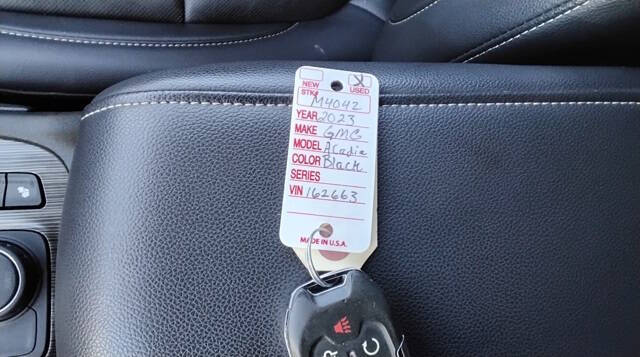 NEW USED
STK# M4042
YEAR 2023
MAKE GMC
MODEL Acadia
COLOR Black
SERIES
VIN 162663
MADE IN U.S.A.